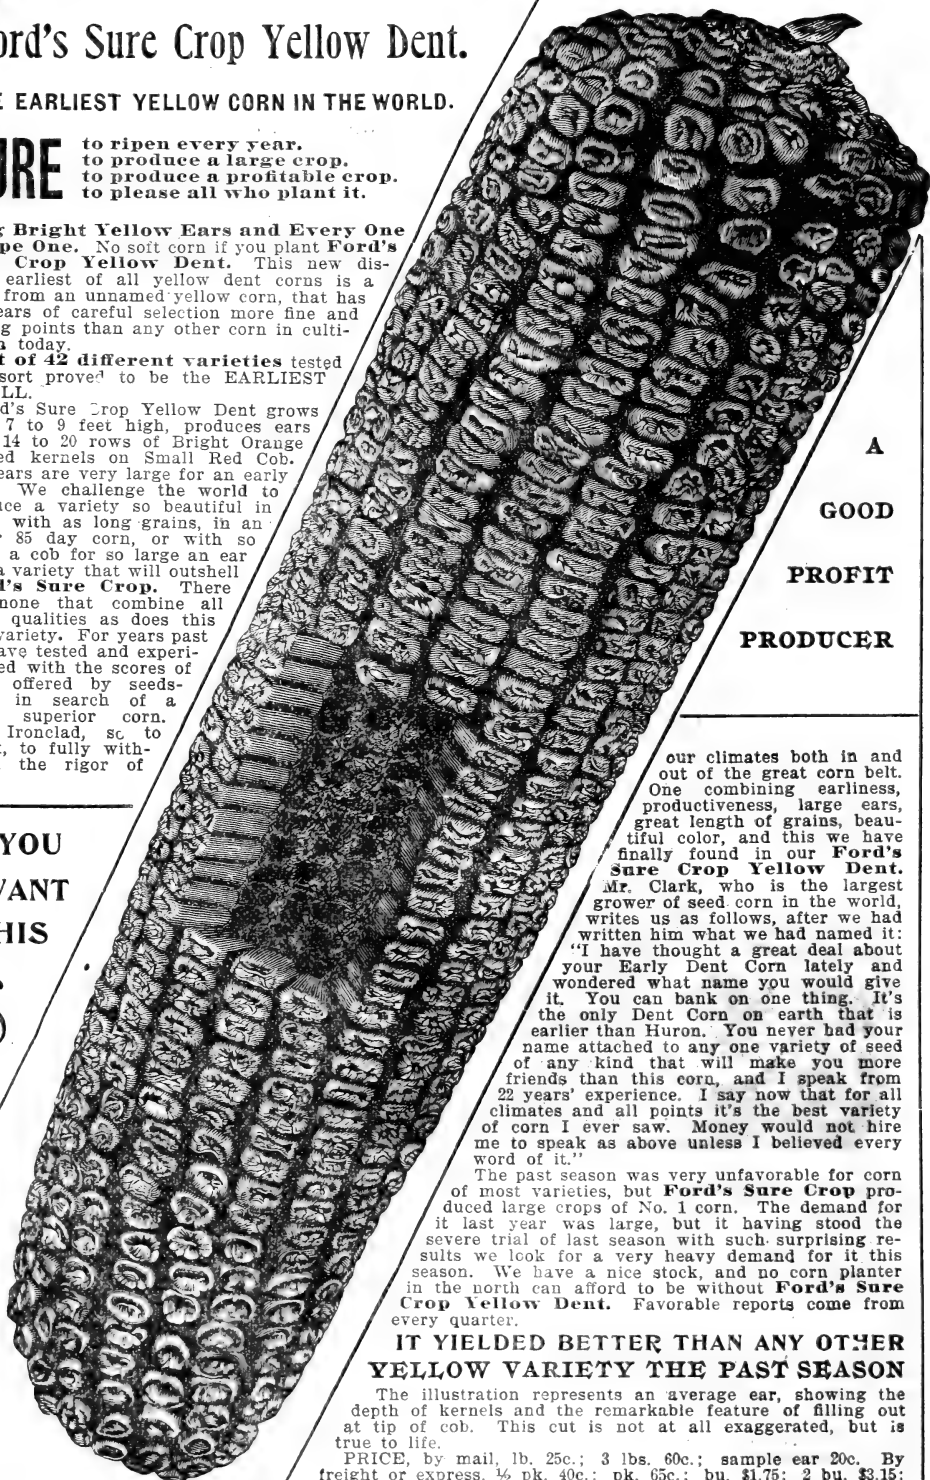 ord's Sure Crop Yellow Dent.
E EARLIEST YELLOW CORN IN THE WORLD.
URE
to ripen every year.
to produce a large crop.
to produce a profitable crop.
to please all who plant it.
g Bright Yellow Ears and Every One
pe One. No soft corn if you plant Ford's
Crop Yellow Dent. This new dis-
earliest of all yellow dent corns is a
from an unnamed yellow corn, that has
ears of careful selection more fine and
g points than any other corn in culti-
n today.
t of 42 different varieties tested
sort proved to be the EARLIEST
LL.
d's Sure Crop Yellow Dent grows
7 to 9 feet high, produces ears
14 to 20 rows of Bright Orange
ed kernels on Small Red Cob.
ears are very large for an early
We challenge the world to
ace a variety so beautiful in
with as long grains, in an
85 day corn, or with so
a cob for so large an ear
a variety that will outshell
d's Sure Crop. There
none that combine all
qualities as does this
variety. For years past
ave tested and experi-
ed with the scores of
offered by seeds-
in search of a
superior corn.
Ironclad, so to
, to fully with-
the rigor of
YOU
VANT
HIS
A
GOOD
PROFIT
PRODUCER
our climates both in and
out of the great corn belt.
One combining earliness,
productiveness, large ears,
great length of grains, beau-
tiful color, and this we have
finally found in our Ford's
Sure Crop Yellow Dent.
Mr. Clark, who is the largest
grower of seed corn in the world,
writes us as follows, after we had
written him what we had named it:
"I have thought a great deal about
your Early Dent Corn lately and
wondered what name you would give
it. You can bank on one thing. It's
the only Dent Corn on earth that is
earlier than Huron. You never had your
name attached to any one variety of seed
of any kind that will make you more
friends than this corn, and I speak from
22 years' experience. I say now that for all
climates and all points it's the best variety
of corn I ever saw. Money would not hire
me to speak as above unless I believed every
word of it."
The past season was very unfavorable for corn
of most varieties, but Ford's Sure Crop pro-
duced large crops of No. 1 corn. The demand for
it last year was large, but it having stood the
severe trial of last season with such surprising re-
sults we look for a very heavy demand for it this
season. We have a nice stock, and no corn planter
in the north can afford to be without Ford's Sure
Crop Yellow Dent. Favorable reports come from
every quarter.
IT YIELDED BETTER THAN ANY OTHER
YELLOW VARIETY THE PAST SEASON
The illustration represents an average ear, showing the
depth of kernels and the remarkable feature of filling out
at tip of cob. This cut is not at all exaggerated, but is
true to life.
PRICE, by mail, lb. 25c.; 3 lbs. 60c.; sample ear 20c. By
freight or express, ½ pk. 40c.; pk. 65c.; bu. $1.75; 2 bu. $3.15;